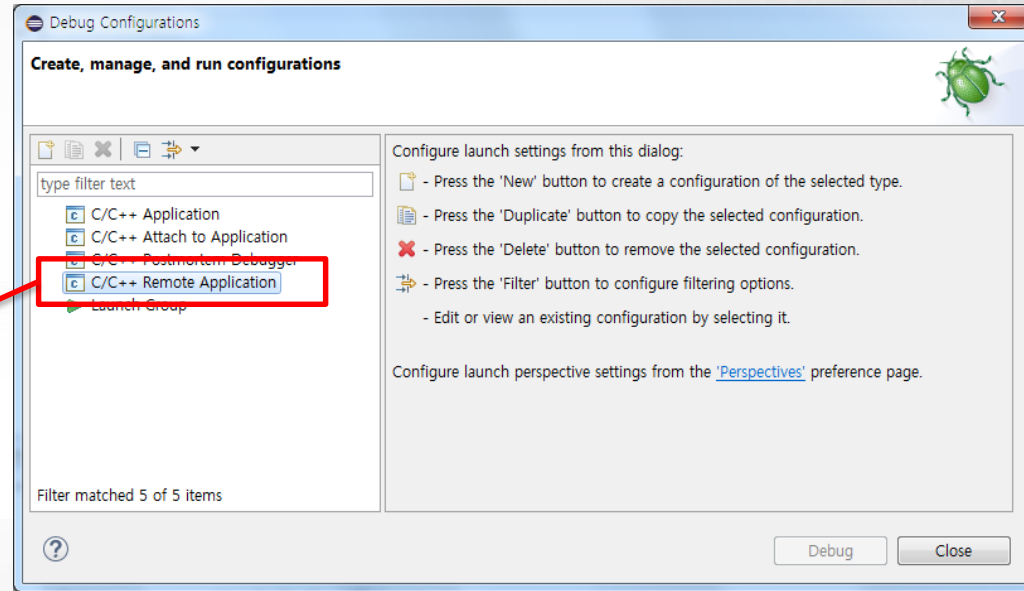 Debug Configurations
Create, manage, and run configurations
type filter text
C/C++ Application
C/C++ Attach to Application
C/C++ Postmortem Debugger
C/C++ Remote Application
Launch Group
Filter matched 5 of 5 items
Configure launch settings from this dialog:
- Press the 'New' button to create a configuration of the selected type.
- Press the 'Duplicate' button to copy the selected configuration.
- Press the 'Delete' button to remove the selected configuration.
- Press the 'Filter' button to configure filtering options.
- Edit or view an existing configuration by selecting it.
Configure launch perspective settings from the 'Perspectives' preference page.
Debug
Close